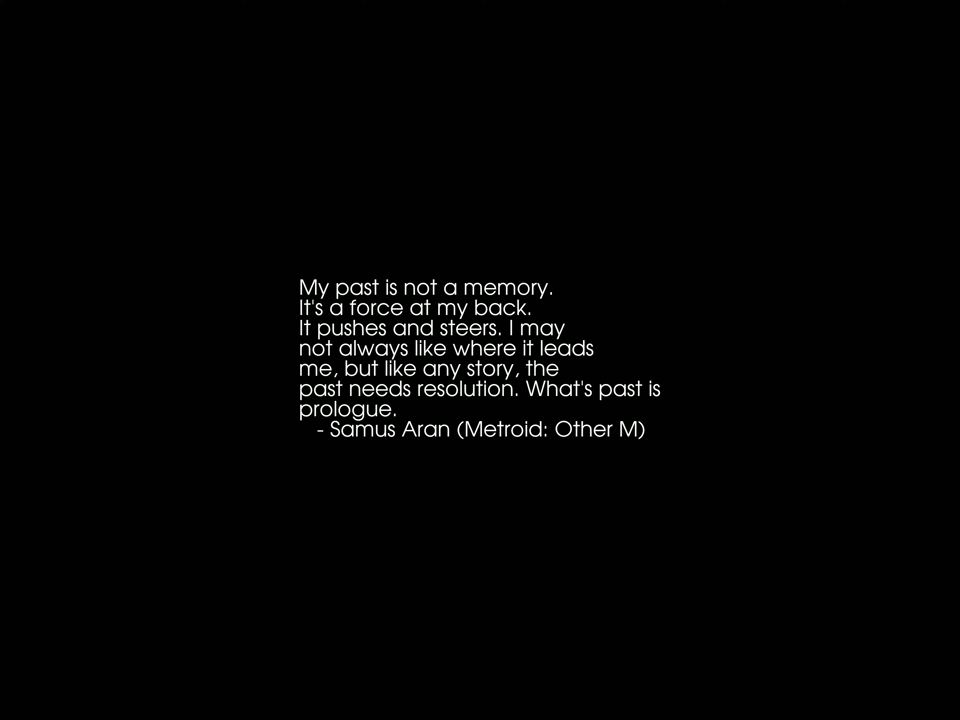 My past is not a memory.
It's a force at my back.
It pushes and steers. I may
not always like where it leads
me, but like any story, the
past needs resolution. What's past is
prologue.
- Samus Aran (Metroid: Other M)